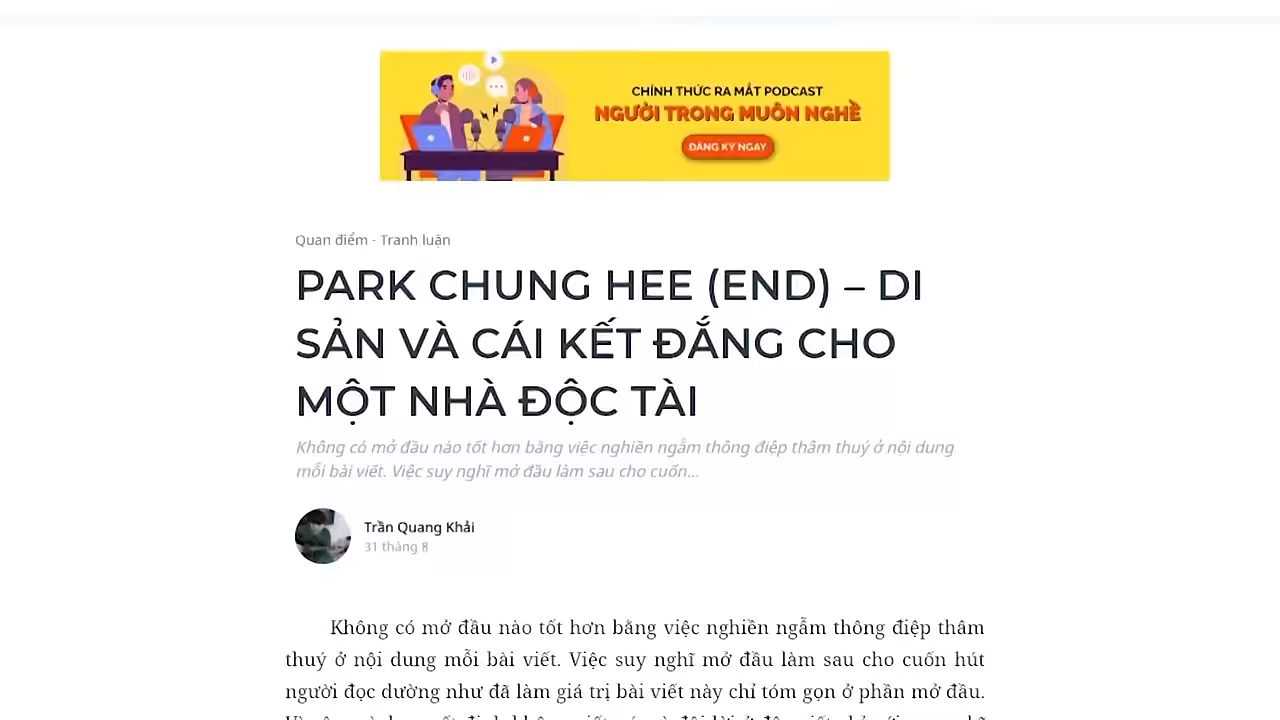 CHÍNH THỨC RA MẮT PODCAST
NGƯỜI TRONG MUÔN NGHỀ
ĐĂNG KÝ NGAY
Quan điểm - Tranh luận
PARK CHUNG HEE (END) – DI
SẢN VÀ CÁI KẾT ĐẮNG CHO
MỘT NHÀ ĐỘC TÀI
Không có mở đầu nào tốt hơn bằng việc nghiền ngẫm thông điệp thâm thuý ở nội dung
mỗi bài viết. Việc suy nghĩ mở đầu làm sau cho cuốn...
Trần Quang Khải
31 tháng 8
Không có mở đầu nào tốt hơn bằng việc nghiền ngẫm thông điệp thâm
thuý ở nội dung mỗi bài viết. Việc suy nghĩ mở đầu làm sau cho cuốn hút
người đọc dường như đã làm giá trị bài viết này chỉ tóm gọn ở phần mở đầu.